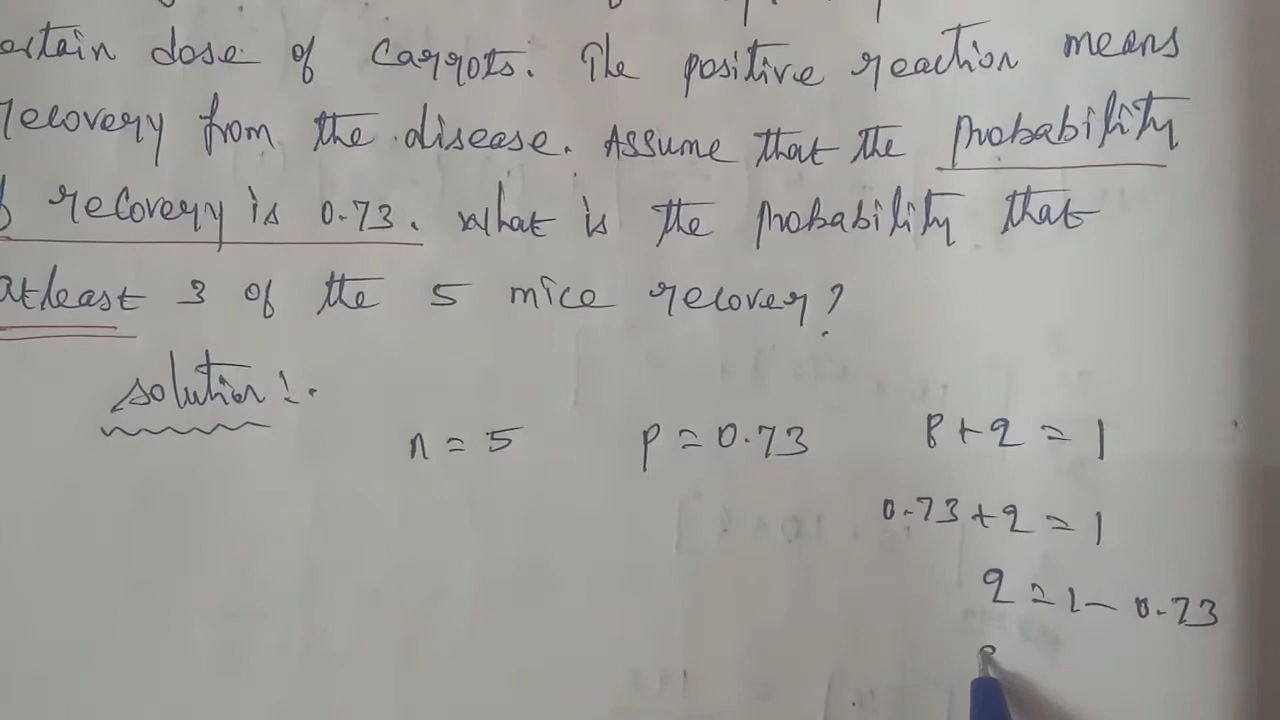 ertain dose of carrots. The positive reaction means
recovery from the disease. Assume that the probability
recovery is 0.73. What is the probability that
atleast 3 of the 5 mice recover?
solution:.
n = 5 p = 0.73 p + q = 1
0.73 + q = 1
q = 1 - 0.73